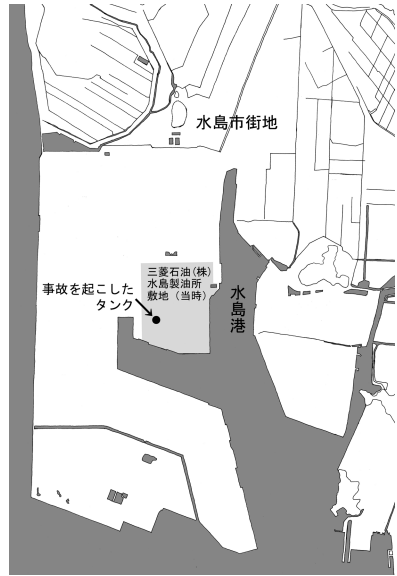 水島市街地
三菱石油(株)
水島製油所
敷地（当時）
事故を起こした
タンク
水島港